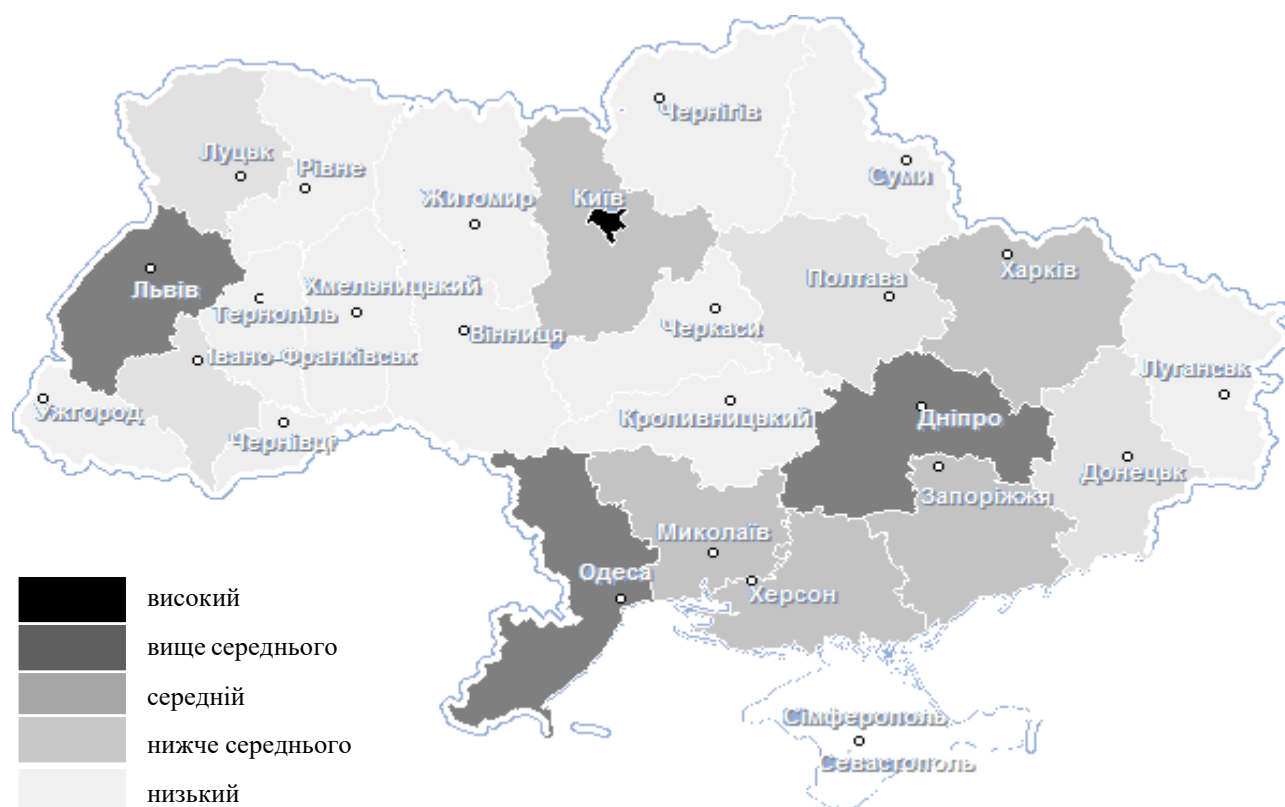 Чернігів
Луцьк
Рівне
Суми
Житомир
Київ
Харків
Полтава
Львів
Хмельницький
Тернопіль
Вінниця
Черкаси
Івано-Франківськ
Луганськ
Ужгород
Кропивницький
Дніпро
Чернівці
Донецьк
Запоріжжя
Миколаїв
Одеса
Херсон
Сімферополь
Севастополь
високий
вище середнього
середній
нижче середнього
низький